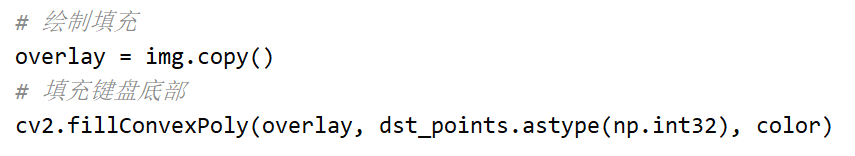 # 绘制填充
overlay = img.copy()
# 填充键盘底部
cv2.fillConvexPoly(overlay, dst_points.astype(np.int32), color)